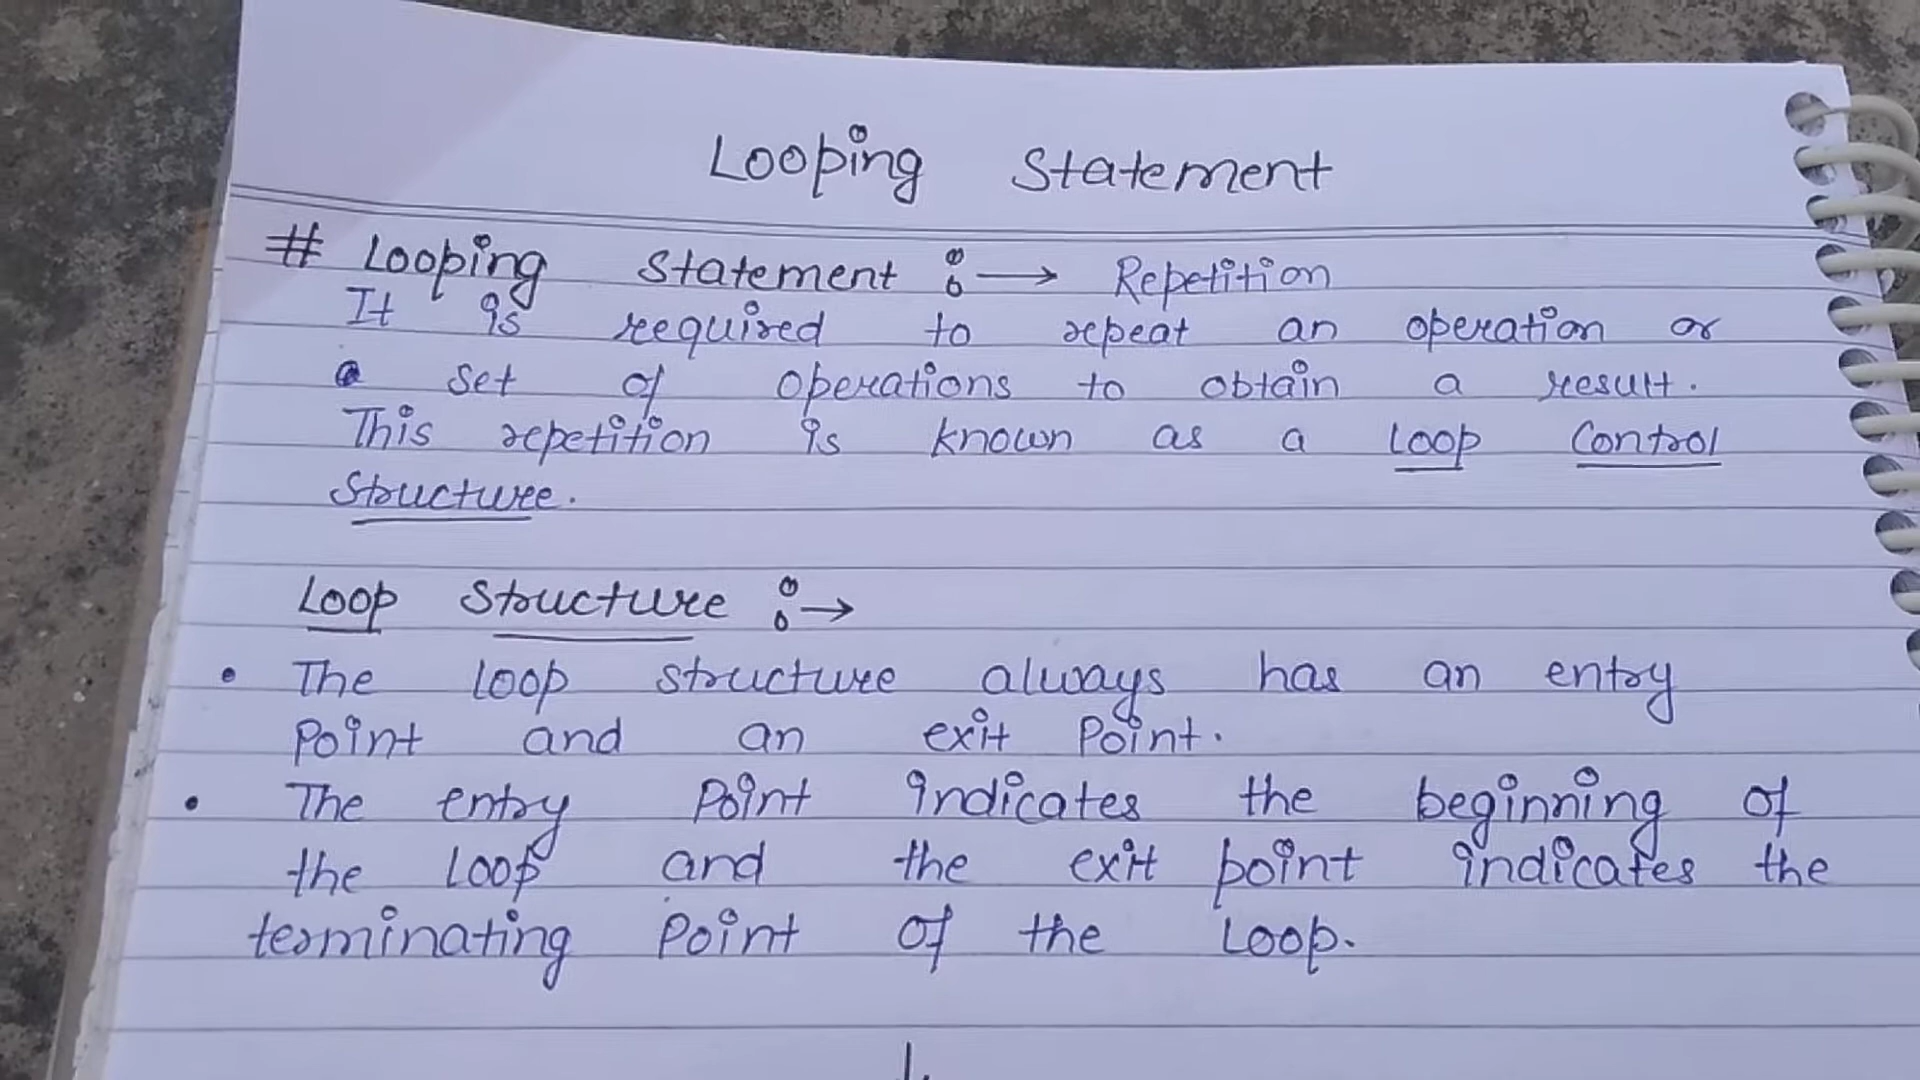 Looping Statement
# Looping Statement :→ Repetition
It is required to repeat an operation or
a set of operations to obtain a result.
This repetition is known as a Loop Control
Structure.
Loop Structure :→
• The loop structure always has an entry
Point and an exit Point.
• The entry Point indicates the beginning of
the Loop and the exit point indicates the
terminating Point of the Loop.